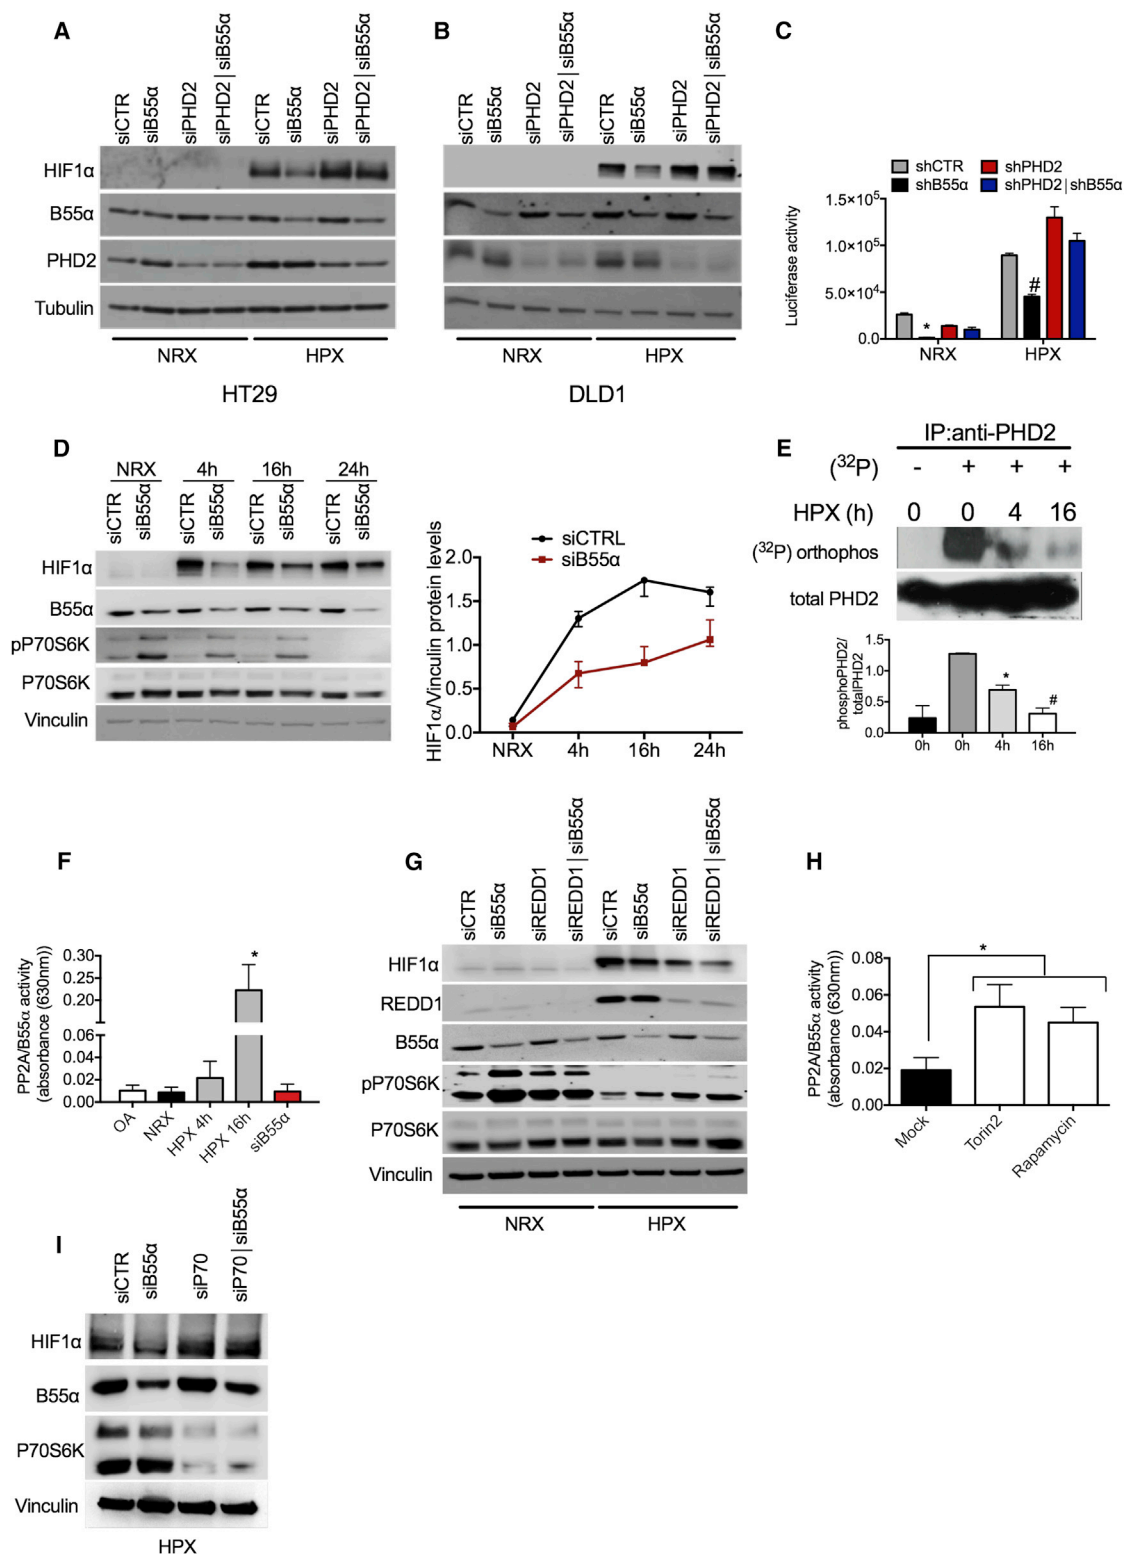 A
siCTR
siB55α
siPHD2
siPHD2|siB55α
siCTR
siB55α
siPHD2
siPHD2|siB55α
HIF1α
B55α
PHD2
Tubulin
NRX
HPX
HT29
B
siCTR
siB55α
siPHD2
siPHD2|siB55α
siCTR
siB55α
siPHD2
siPHD2|siB55α
NRX
HPX
DLD1
C
shCTR
shPHD2
shB55α
shPHD2|shB55α
Luciferase activity
1.5×10⁵
1.0×10⁵
5.0×10⁴
0.0
*
#
NRX
HPX
D
NRX
4h
16h
24h
siCTR
siB55α
siCTR
siB55α
siCTR
siB55α
siCTR
siB55α
HIF1α
B55α
pP70S6K
P70S6K
Vinculin
siCTRL
siB55α
HIF1α/Vinculin protein levels
2.0
1.5
1.0
0.5
0.0
NRX
4h
16h
24h
E
IP:anti-PHD2
(³²P)
-
+
+
+
HPX (h)
0
0
4
16
(³²P) orthophos
total PHD2
phosphoPHD2/
totalPHD2
1.5
1.0
0.5
0.0
*
#
0h
0h
4h
16h
F
PP2A/B55α activity
(absorbance (630nm))
0.30
0.20
0.06
0.04
0.02
0.00
*
OA
NRX
HPX 4h
HPX 16h
siB55α
G
siCTR
siB55α
siREDD1
siREDD1|siB55α
siCTR
siB55α
siREDD1
siREDD1|siB55α
HIF1α
REDD1
B55α
pP70S6K
P70S6K
Vinculin
NRX
HPX
H
PP2A/B55α activity
(absorbance (630nm))
0.08
0.06
0.04
0.02
0.00
*
Mock
Torin2
Rapamycin
I
siCTR
siB55α
siP70
siP70|siB55α
HIF1α
B55α
P70S6K
Vinculin
HPX